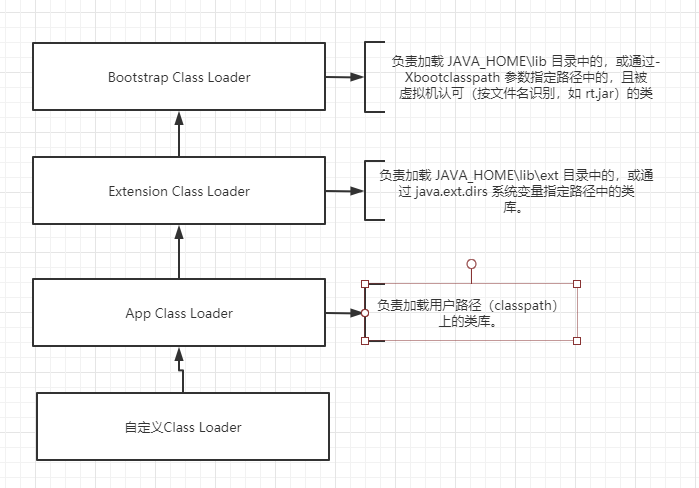 Bootstrap Class Loader
负责加载 JAVA_HOME\lib 目录中的，或通过-
Xbootclasspath 参数指定路径中的，且被
虚拟机认可（按文件名识别，如 rt.jar）的类
Extension Class Loader
负责加载 JAVA_HOME\lib\ext 目录中的，或通
过 java.ext.dirs 系统变量指定路径中的类
库。
App Class Loader
负责加载用户路径（classpath）
上的类库。
自定义Class Loader